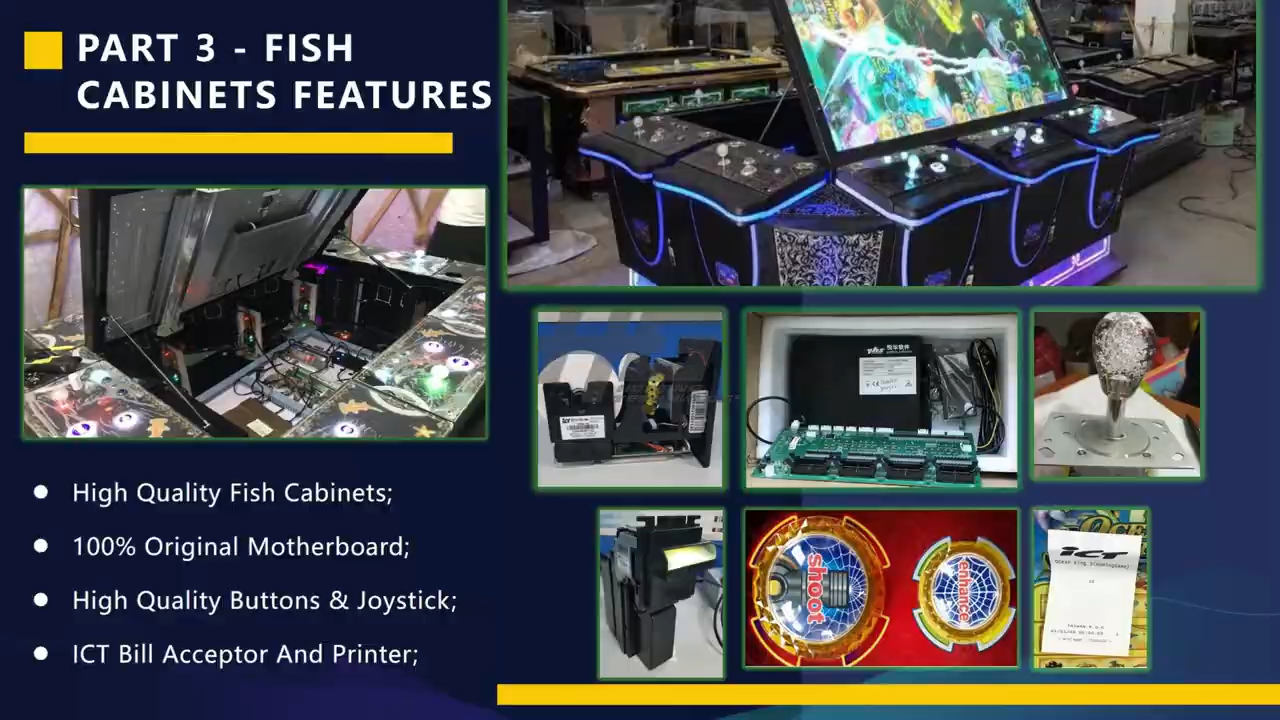 PART 3 - FISH
CABINETS FEATURES
High Quality Fish Cabinets;
100% Original Motherboard;
High Quality Buttons & Joystick;
ICT Bill Acceptor And Printer;
shoot
enhance
ICT